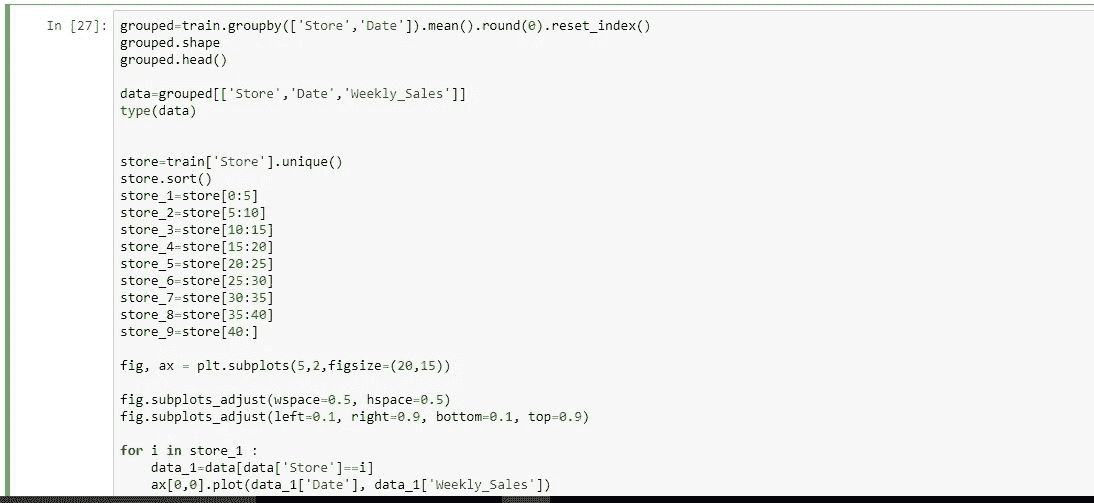 In [27]: grouped=train.groupby(['Store','Date']).mean().round(0).reset_index()
grouped.shape
grouped.head()
data=grouped[['Store','Date','Weekly_Sales']]
type(data)
store=train['Store'].unique()
store.sort()
store_1=store[0:5]
store_2=store[5:10]
store_3=store[10:15]
store_4=store[15:20]
store_5=store[20:25]
store_6=store[25:30]
store_7=store[30:35]
store_8=store[35:40]
store_9=store[40:]
fig, ax = plt.subplots(5,2,figsize=(20,15))
fig.subplots_adjust(wspace=0.5, hspace=0.5)
fig.subplots_adjust(left=0.1, right=0.9, bottom=0.1, top=0.9)
for i in store_1 :
    data_1=data[data['Store']==i]
    ax[0,0].plot(data_1['Date'], data_1['Weekly_Sales'])